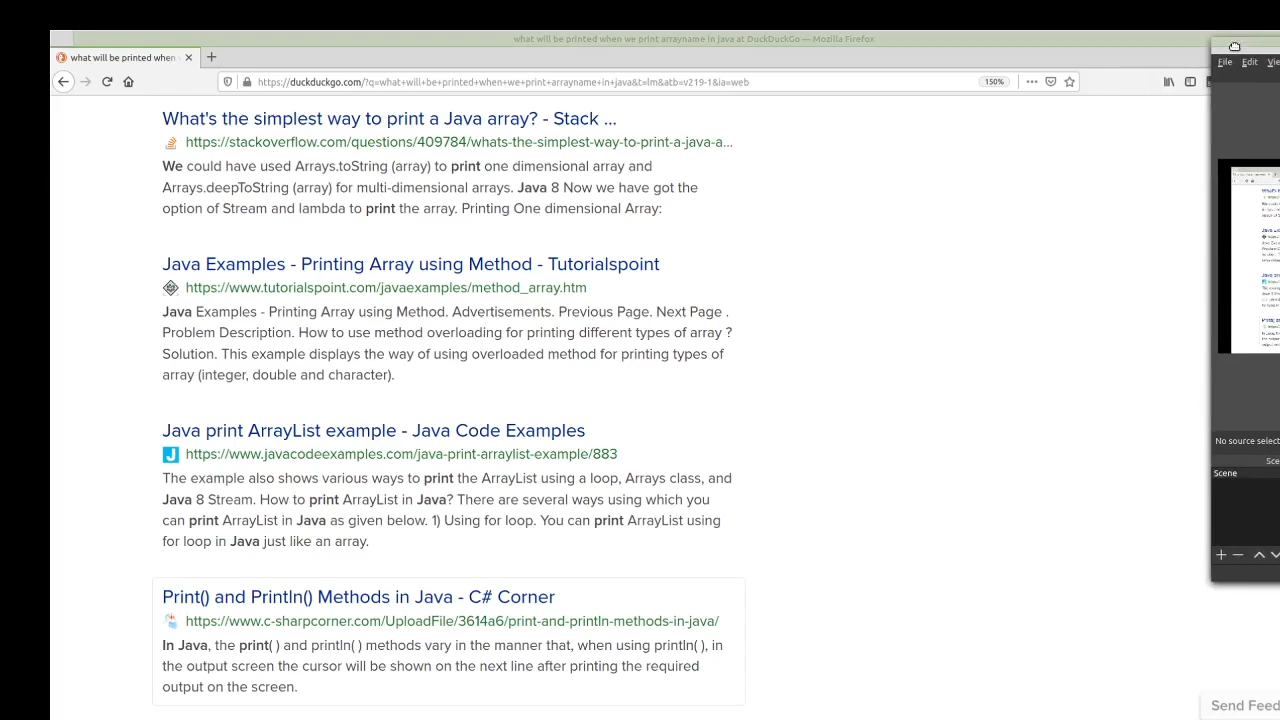 what will be printed when we print arrayname in java at DuckDuckGo — Mozilla Firefox
what will be printed when
https://duckduckgo.com/?q=what+will+be+printed+when+we+print+arrayname+in+java&t=lm&atb=v219-1&ia=web
150%
What's the simplest way to print a Java array? - Stack ...
https://stackoverflow.com/questions/409784/whats-the-simplest-way-to-print-a-java-a...
We could have used Arrays.toString (array) to print one dimensional array and
Arrays.deepToString (array) for multi-dimensional arrays. Java 8 Now we have got the
option of Stream and lambda to print the array. Printing One dimensional Array:
Java Examples - Printing Array using Method - Tutorialspoint
https://www.tutorialspoint.com/javaexamples/method_array.htm
Java Examples - Printing Array using Method. Advertisements. Previous Page. Next Page .
Problem Description. How to use method overloading for printing different types of array ?
Solution. This example displays the way of using overloaded method for printing types of
array (integer, double and character).
Java print ArrayList example - Java Code Examples
https://www.javacodeexamples.com/java-print-arraylist-example/883
The example also shows various ways to print the ArrayList using a loop, Arrays class, and
Java 8 Stream. How to print ArrayList in Java? There are several ways using which you
can print ArrayList in Java as given below. 1) Using for loop. You can print ArrayList using
for loop in Java just like an array.
Print() and Println() Methods in Java - C# Corner
https://www.c-sharpcorner.com/UploadFile/3614a6/print-and-println-methods-in-java/
In Java, the print( ) and println( ) methods vary in the manner that, when using println( ), in
the output screen the cursor will be shown on the next line after printing the required
output on the screen.
File Edit Vie
No source select
Sce
Scene
Send Feed